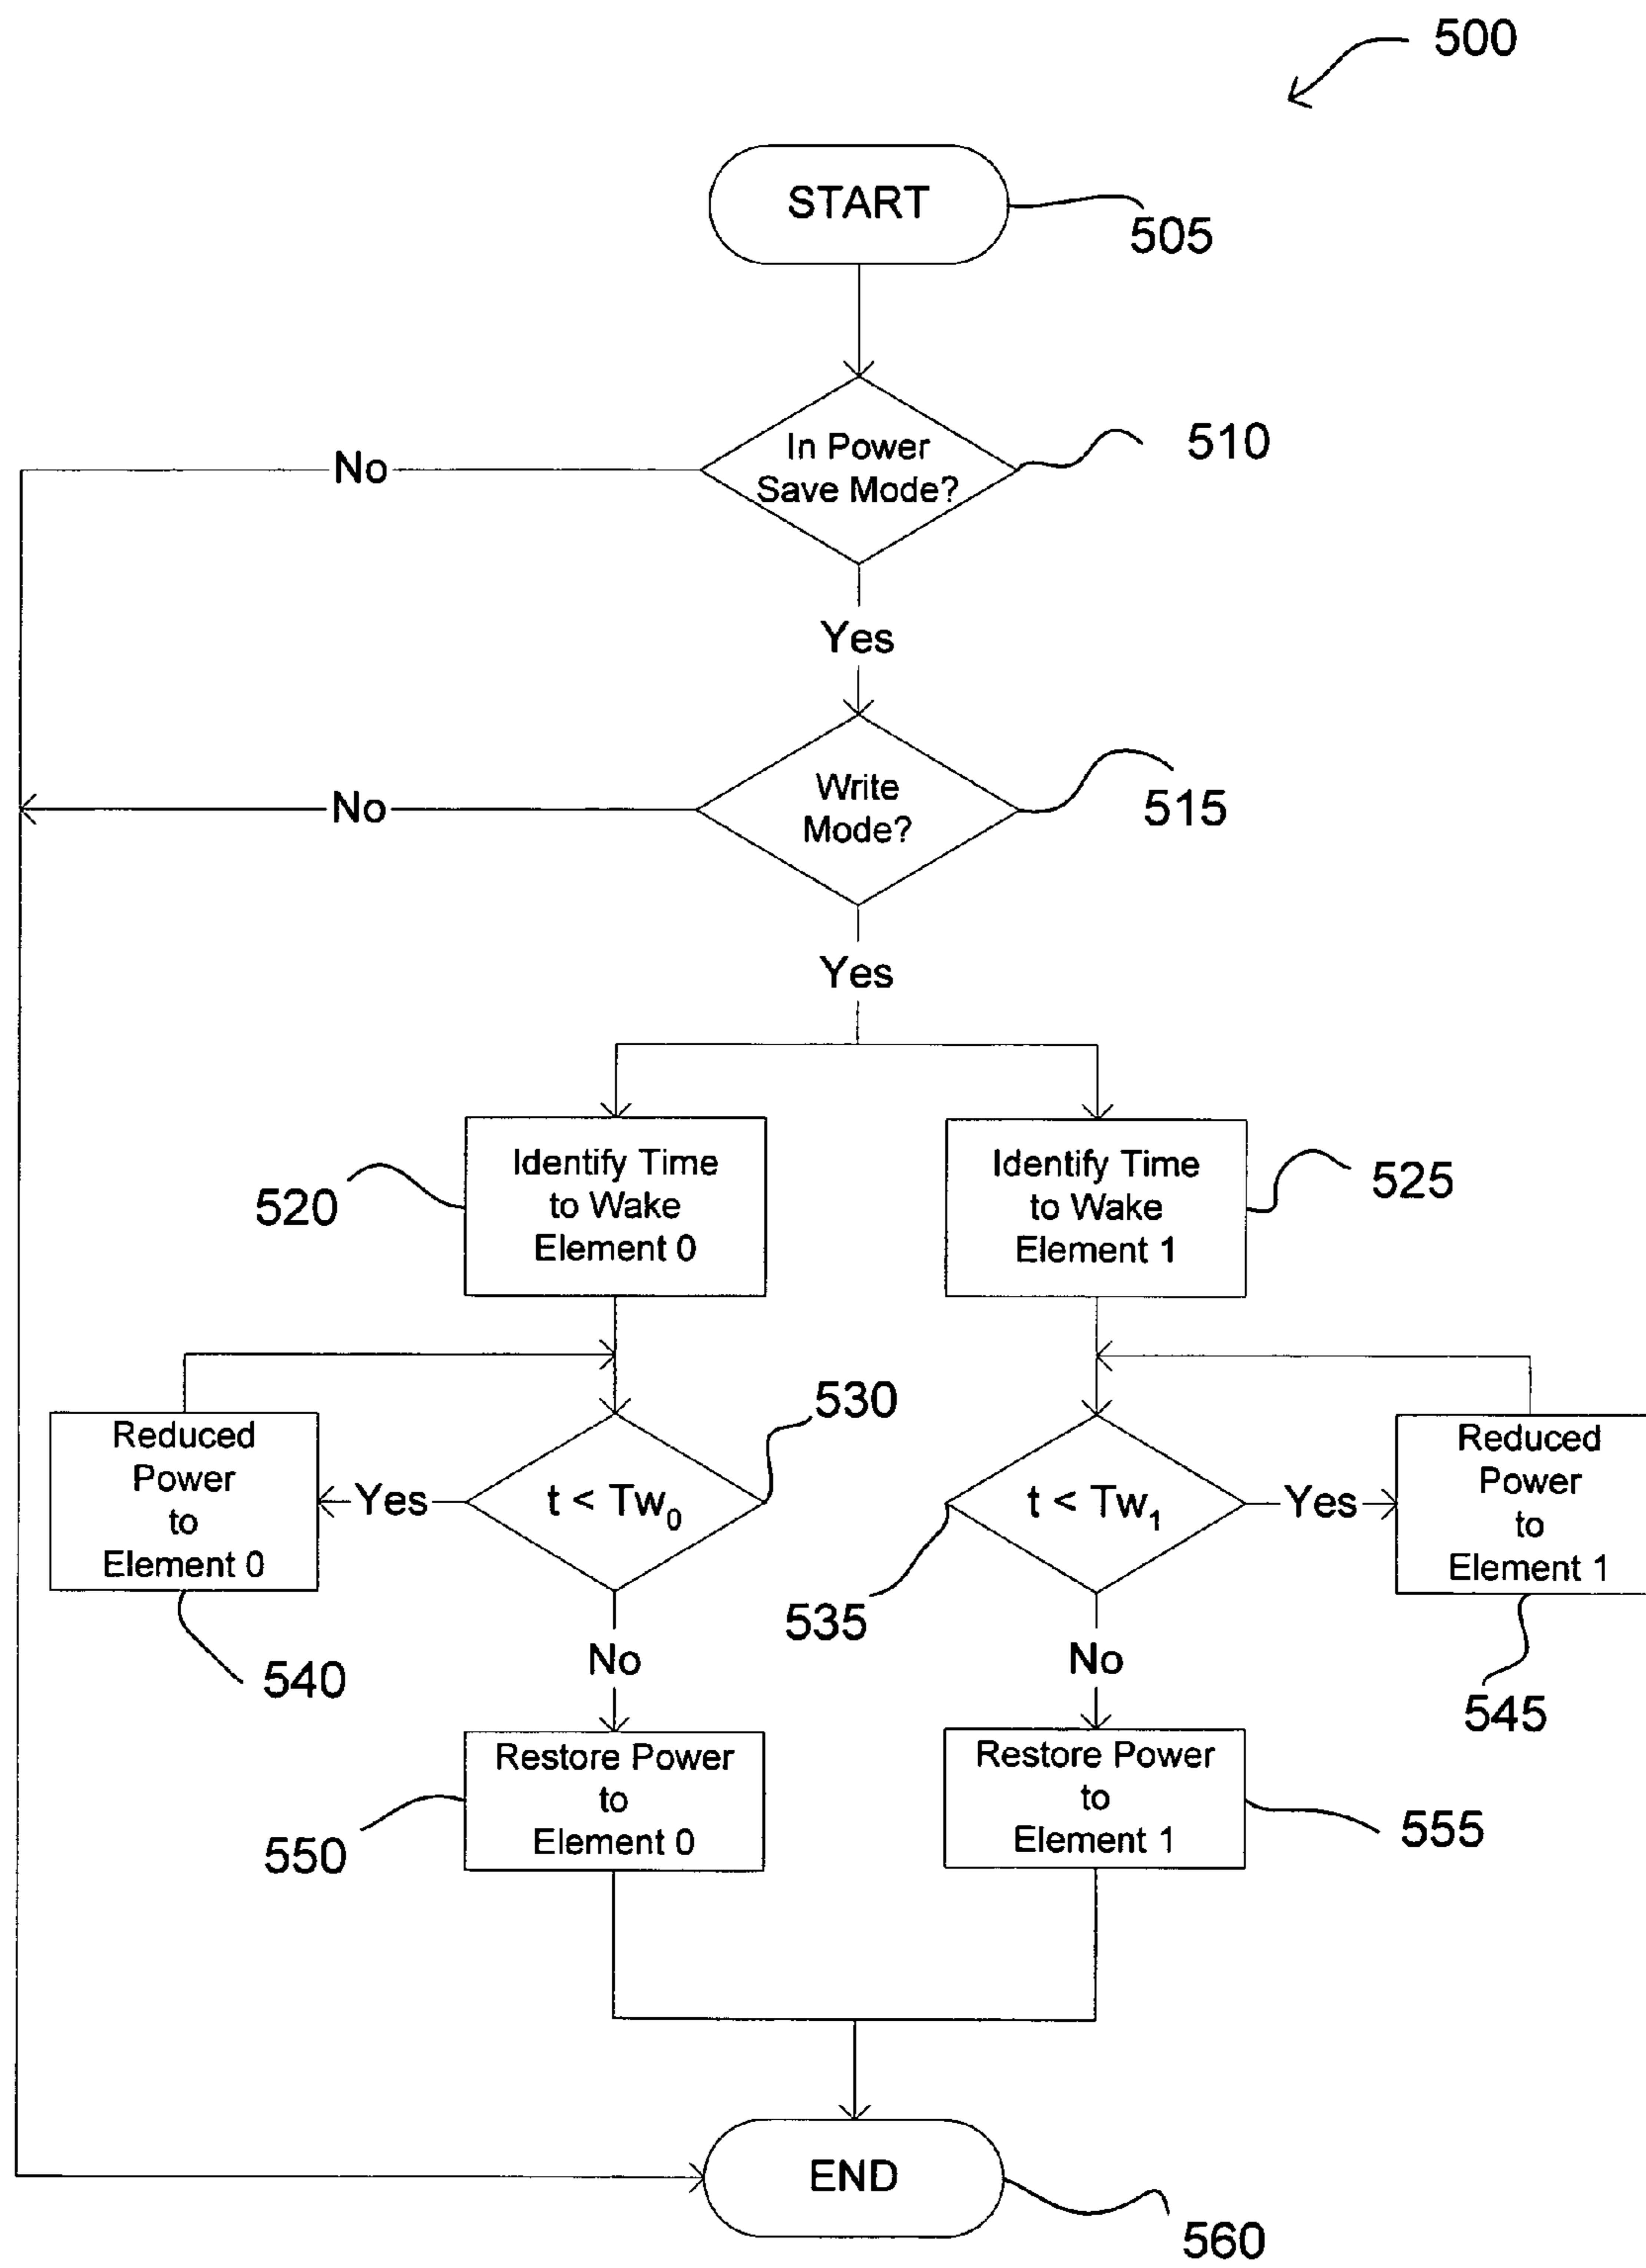 500
START
505
In Power
Save Mode?
510
No
Yes
Write
Mode?
515
No
Yes
Identify Time
to Wake
Element 0
520
Identify Time
to Wake
Element 1
525
Reduced
Power
to
Element 0
540
Yes
t < Tw₀
530
t < Tw₁
535
Yes
Reduced
Power
to
Element 1
545
No
No
Restore Power
to
Element 0
550
Restore Power
to
Element 1
555
END
560